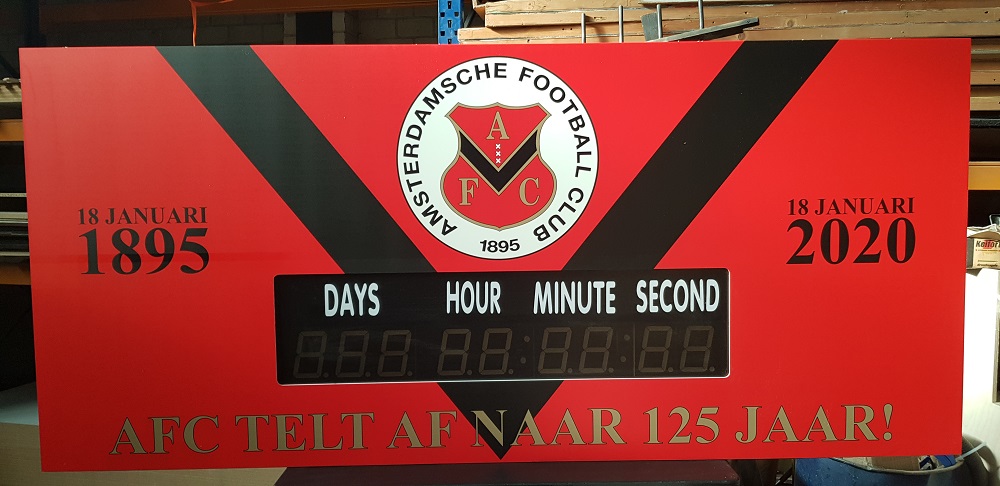 AMSTERDAMSCHE FOOTBALL CLUB
A
F C
1895
18 JANUARI
1895
18 JANUARI
2020
DAYS HOUR MINUTE SECOND
AFC TELT AF NAAR 125 JAAR!